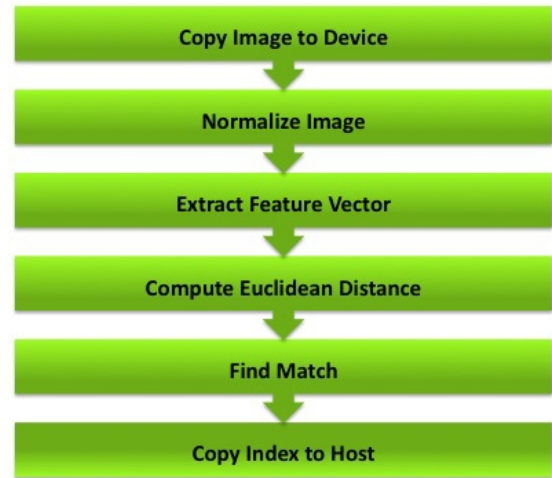 Copy Image to Device
Normalize Image
Extract Feature Vector
Compute Euclidean Distance
Find Match
Copy Index to Host